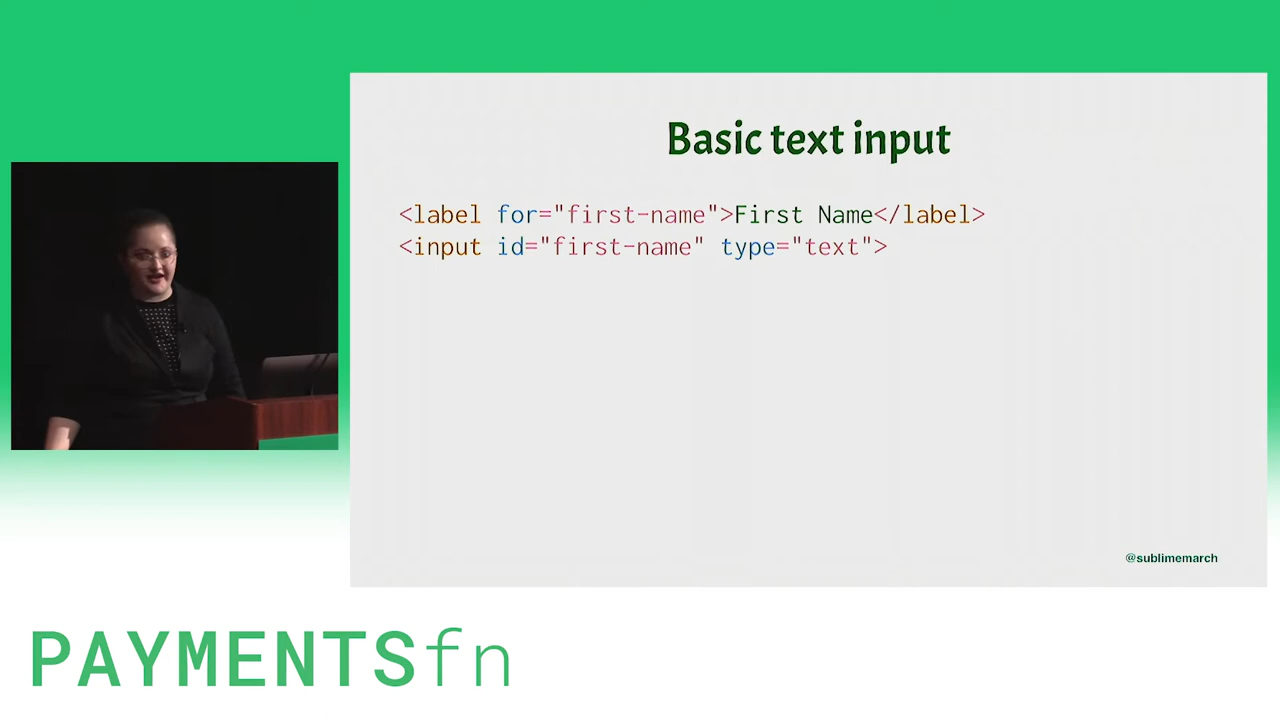 Basic text input
<label for="first-name">First Name</label>
<input id="first-name" type="text">
@sublimemarch
PAYMENTSfn